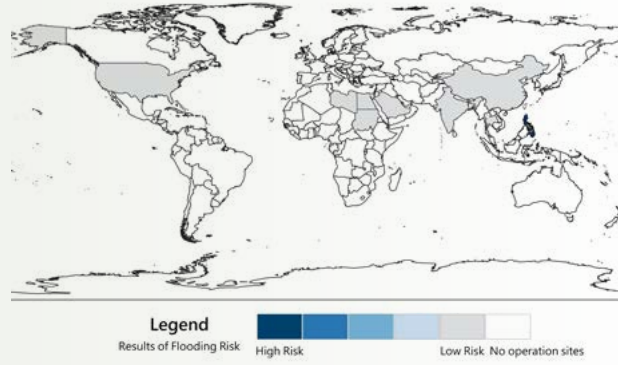 Legend
Results of Flooding Risk
High Risk
Low Risk
No operation sites